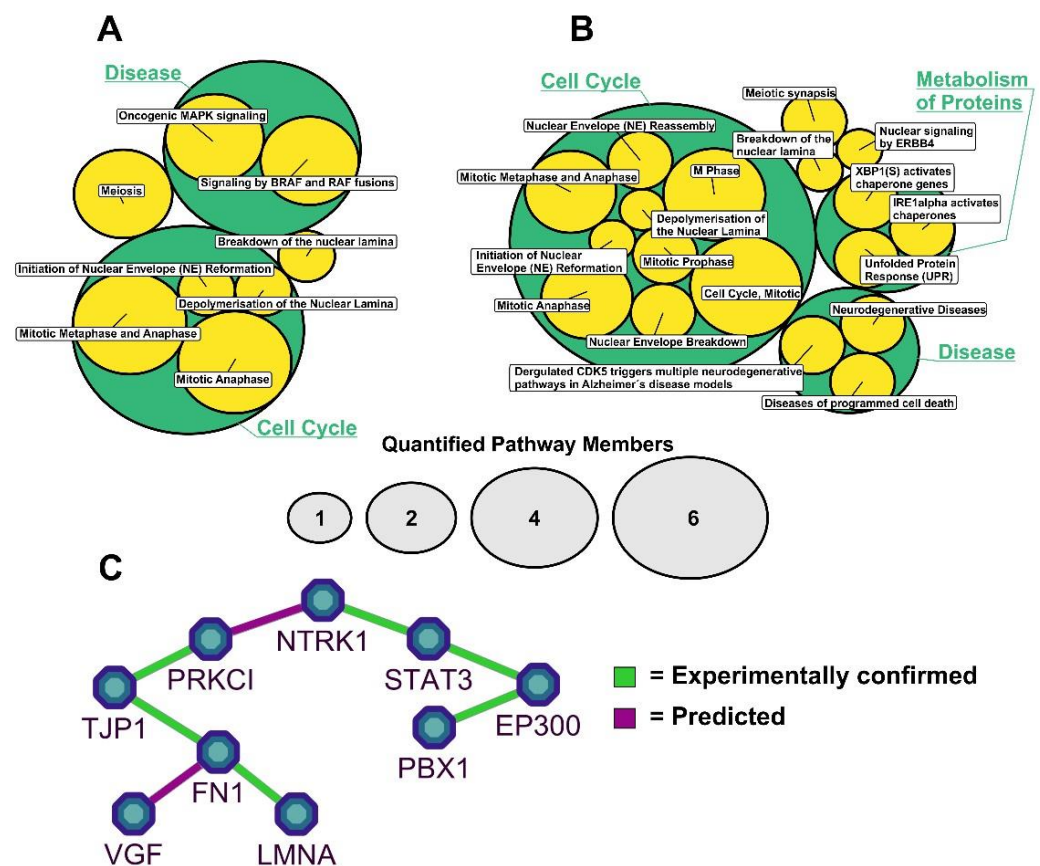 A
Disease
Oncogenic MAPK signaling
Meiosis
Signaling by BRAF and RAF fusions
Breakdown of the nuclear lamina
Initiation of Nuclear Envelope (NE) Reformation
Depolymerisation of the Nuclear Lamina
Mitotic Metaphase and Anaphase
Mitotic Anaphase
Cell Cycle
B
Cell Cycle
Metabolism
of Proteins
Meiotic synapsis
Nuclear Envelope (NE) Reassembly
Breakdown of the
nuclear lamina
Nuclear signaling
by ERBB4
Mitotic Metaphase and Anaphase
M Phase
XBP1(S) activates
chaperone genes
IRE1alpha activates
chaperones
Depolymerisation of
the Nuclear Lamina
Initiation of Nuclear
Envelope (NE) Reformation
Mitotic Prophase
Unfolded Protein
Response (UPR)
Mitotic Anaphase
Cell Cycle, Mitotic
Neurodegenerative Diseases
Nuclear Envelope Breakdown
Disease
Dergulated CDK5 triggers multiple neurodegenerative
pathways in Alzheimer´s disease models
Diseases of programmed cell death
Quantified Pathway Members
1
2
4
6
C
NTRK1
PRKCI
STAT3
TJP1
EP300
PBX1
FN1
VGF
LMNA
= Experimentally confirmed
= Predicted